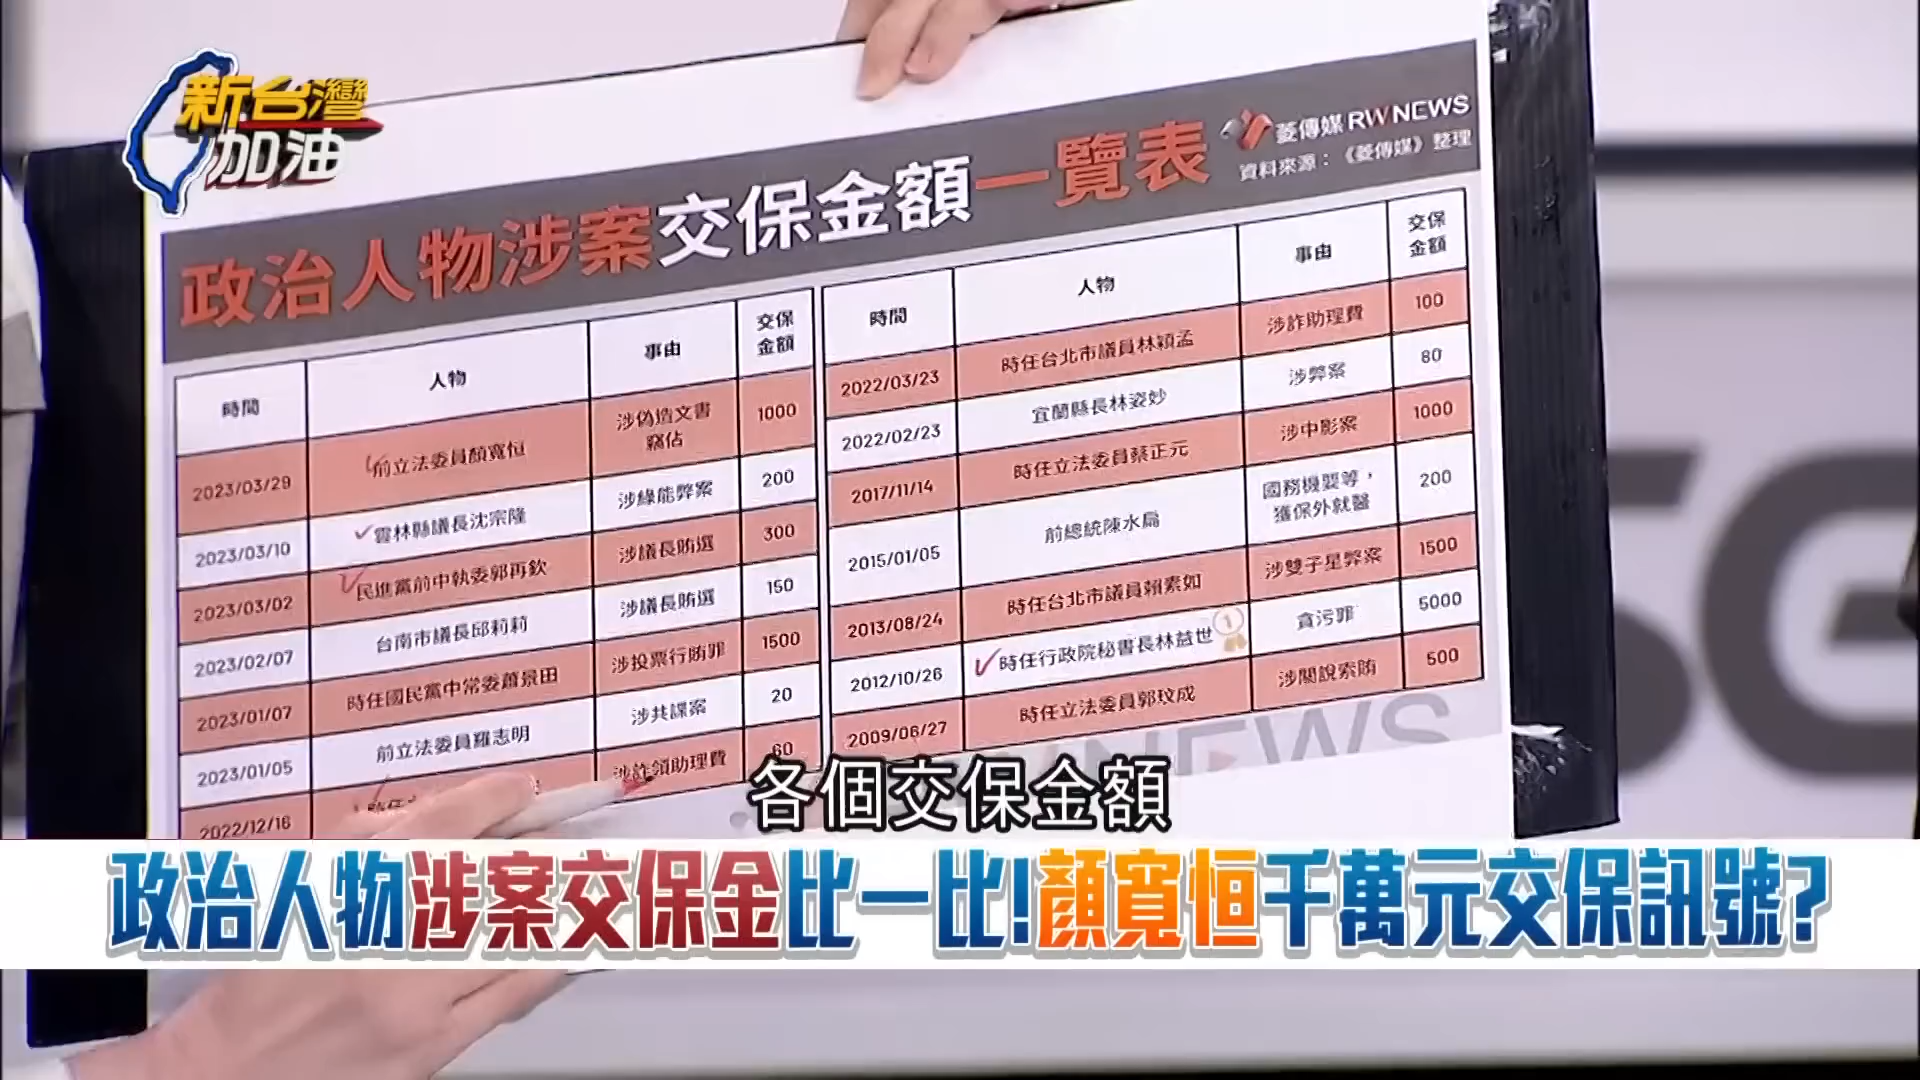 新台灣
加油
菱傳媒 RWNEWS
資料來源：《菱傳媒》整理
政治人物涉案交保金額一覽表
時間 人物 事由 交保金額
2023/03/29 前立法委員顏寬恒 涉偽造文書竊佔 1000
2023/03/10 雲林縣議長沈宗隆 涉綠能弊案 200
2023/03/02 民進黨前中執委郭再欽 涉議長賄選 300
2023/02/07 台南市議長邱莉莉 涉議長賄選 150
2023/01/07 時任國民黨中常委蕭景田 涉投票行賄罪 1500
2023/01/05 前立法委員羅志明 涉共諜案 20
2022/12/16 時任 涉詐領助理費 60
時間 人物 事由 交保金額
2022/03/23 時任台北市議員林穎孟 涉詐助理費 100
2022/02/23 宜蘭縣長林姿妙 涉弊案 80
2017/11/14 時任立法委員蔡正元 涉中影案 1000
2015/01/05 前總統陳水扁 國務機要等，獲保外就醫 200
2013/08/24 時任台北市議員賴素如 涉雙子星弊案 1500
2012/10/26 時任行政院秘書長林益世 1 貪污罪 5000
2009/06/27 時任立法委員郭玟成 涉關說索賄 500
各個交保金額
政治人物涉案交保金比一比!顏寬恒千萬元交保訊號?